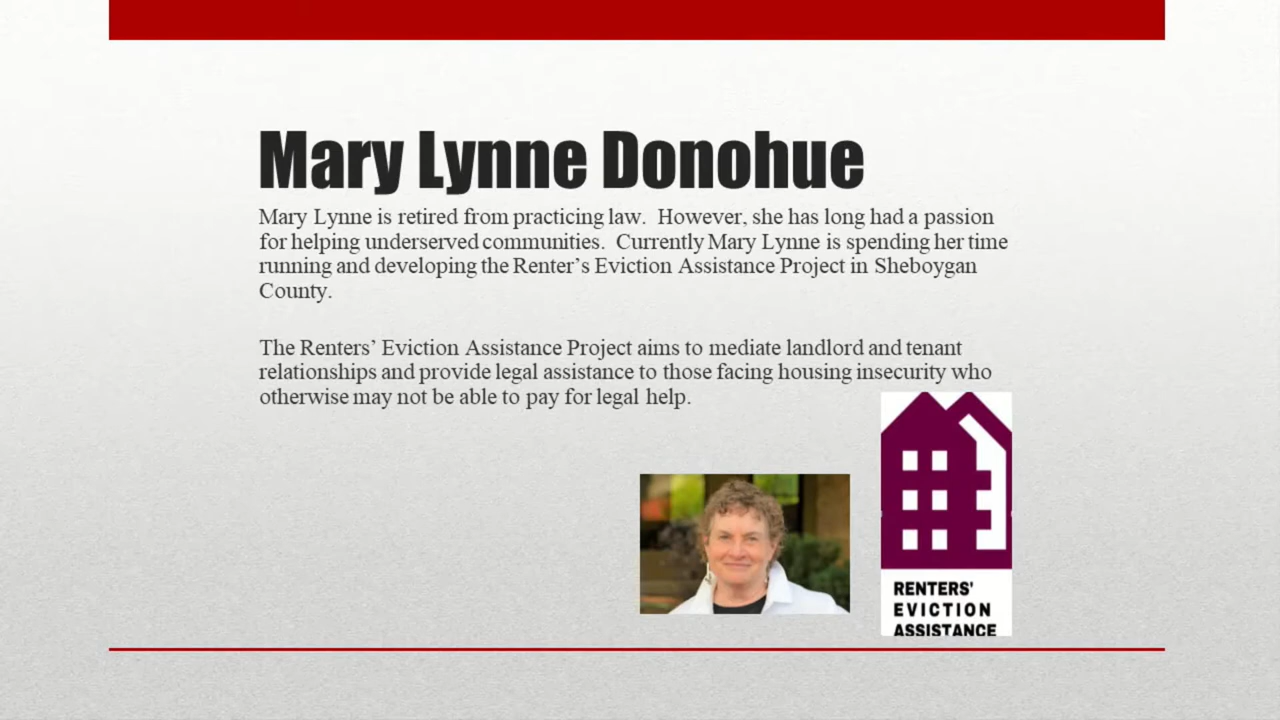 Mary Lynne Donohue
Mary Lynne is retired from practicing law. However, she has long had a passion
for helping underserved communities. Currently Mary Lynne is spending her time
running and developing the Renter's Eviction Assistance Project in Sheboygan
County.
The Renters' Eviction Assistance Project aims to mediate landlord and tenant
relationships and provide legal assistance to those facing housing insecurity who
otherwise may not be able to pay for legal help.
RENTERS'
EVICTION
ASSISTANCE